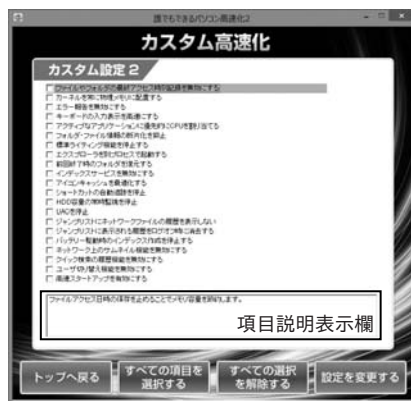 誰でもできるパソコン高速化2
カスタム高速化
カスタム設定 2
ファイルやフォルダの最終アクセス時の記録を無効にする
カーネルを常に物理メモリに配置する
エラー報告を無効にする
キーボードの入力表示を高速にする
アクティブなアプリケーションに優先的にCPUを割り当てる
フォルダ・ファイル情報の断片化を抑止
標準ライティング機能を停止する
エクスプローラを別プロセスで起動する
前回終了時のフォルダを復元する
インデックスサービスを無効にする
アイコンキャッシュを最適化する
ショートカットの自動追跡を停止
HDD容量の常時監視を停止
UACを停止
ジャンプリストにネットワークファイルの履歴を表示しない
ジャンプリストに表示される履歴をログオフ時に消去する
バッテリー駆動時のインデックス作成を停止する
ネットワーク上のサムネイル機能を無効にする
クイック検索の履歴機能を無効にする
ユーザ切り替え機能を無効にする
高速スタートアップを有効にする
ファイルアクセス日時の保存を止めることでメモリ容量を節約します。
項目説明表示欄
トップへ戻る
すべての項目を
選択する
すべての選択
を解除する
設定を変更する